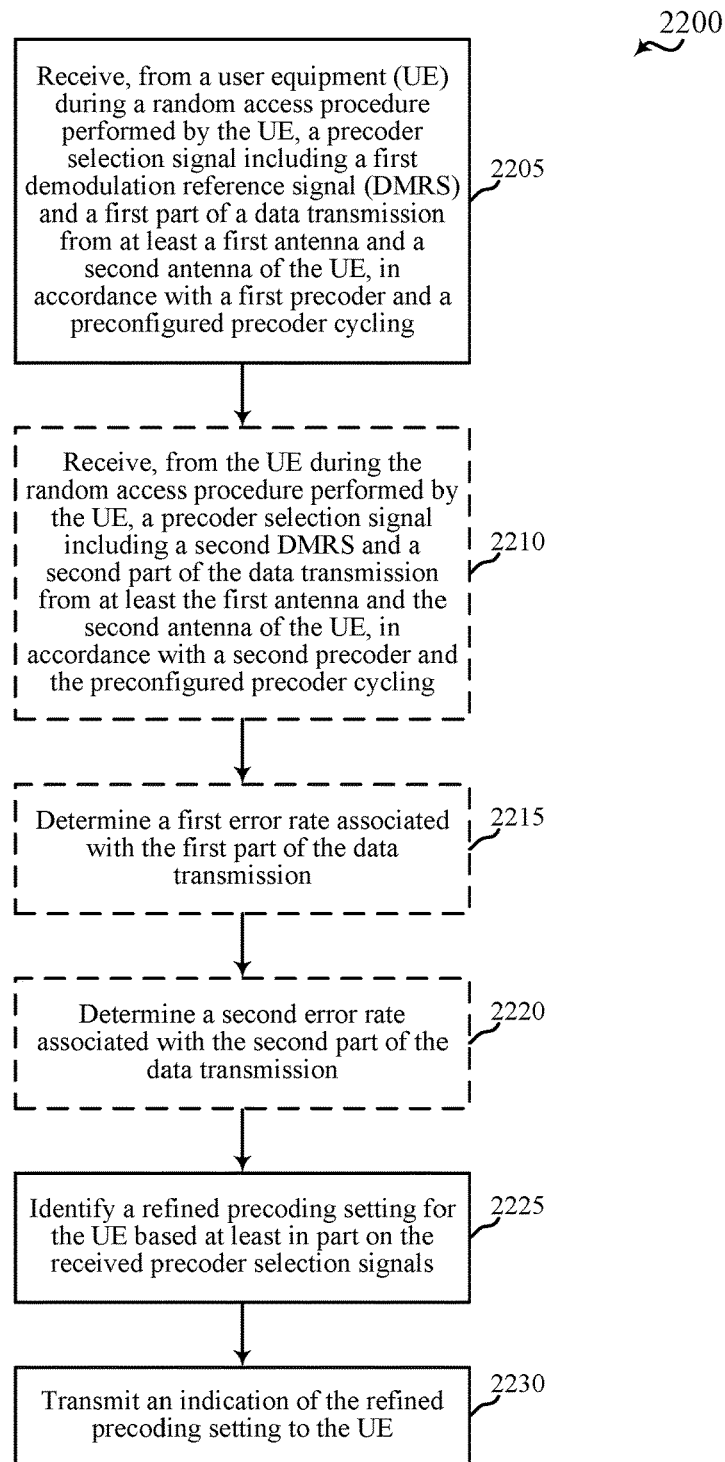 2200
Receive, from a user equipment (UE)
during a random access procedure
performed by the UE, a precoder
selection signal including a first
demodulation reference signal (DMRS)
and a first part of a data transmission
from at least a first antenna and a
second antenna of the UE, in
accordance with a first precoder and a
preconfigured precoder cycling
2205
Receive, from the UE during the
random access procedure performed by
the UE, a precoder selection signal
including a second DMRS and a
second part of the data transmission
from at least the first antenna and the
second antenna of the UE, in
accordance with a second precoder and
the preconfigured precoder cycling
2210
Determine a first error rate associated
with the first part of the data
transmission
2215
Determine a second error rate
associated with the second part of the
data transmission
2220
Identify a refined precoding setting for
the UE based at least in part on the
received precoder selection signals
2225
Transmit an indication of the refined
precoding setting to the UE
2230